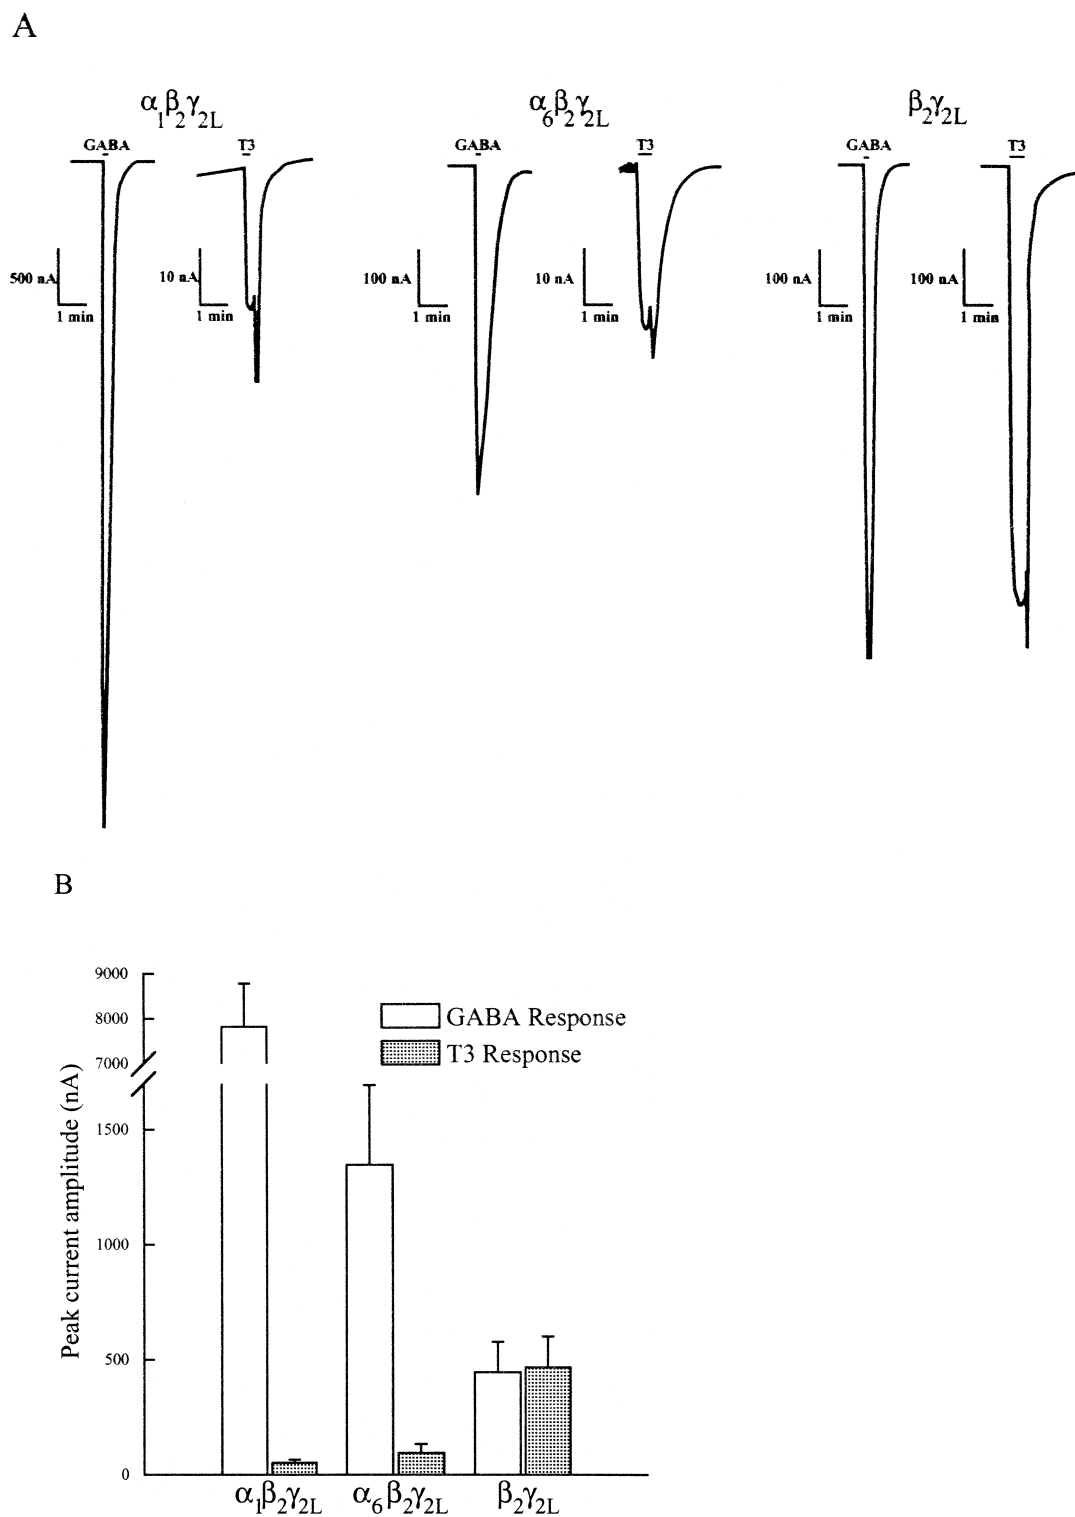 A
α1β2γ2L α6β2γ2L β2γ2L
GABA T3 GABA T3 GABA T3
500 nA 10 nA 100 nA 10 nA 100 nA 100 nA
1 min 1 min 1 min 1 min 1 min 1 min
B
9000
8000
7000
1500
1000
500
0
Peak current amplitude (nA)
GABA Response
T3 Response
α1β2γ2L α6β2γ2L β2γ2L